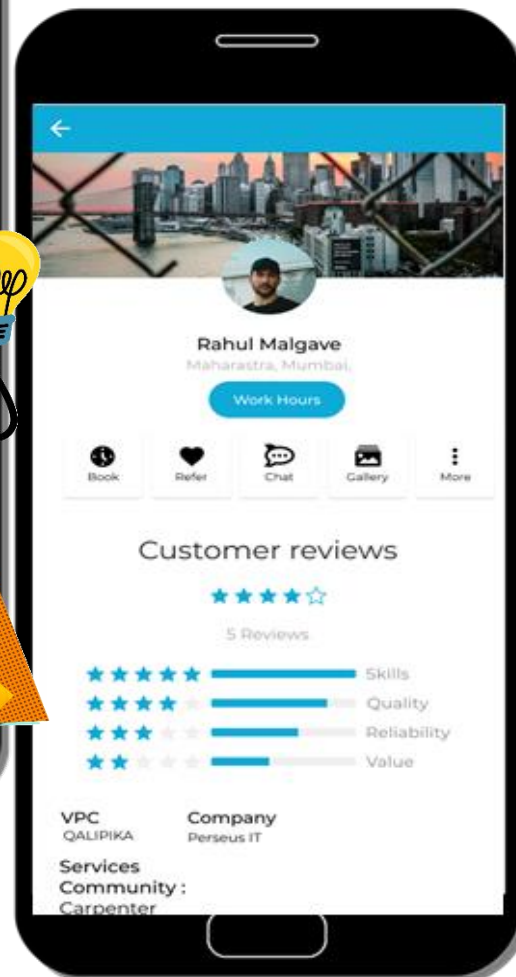 Rahul Malgave
Maharastra, Mumbai,
Work Hours
Book Refer Chat Gallery More
Customer reviews
5 Reviews
Skills
Quality
Reliability
Value
VPC Company
QALIPIKA Perseus IT
Services
Community :
Carpenter